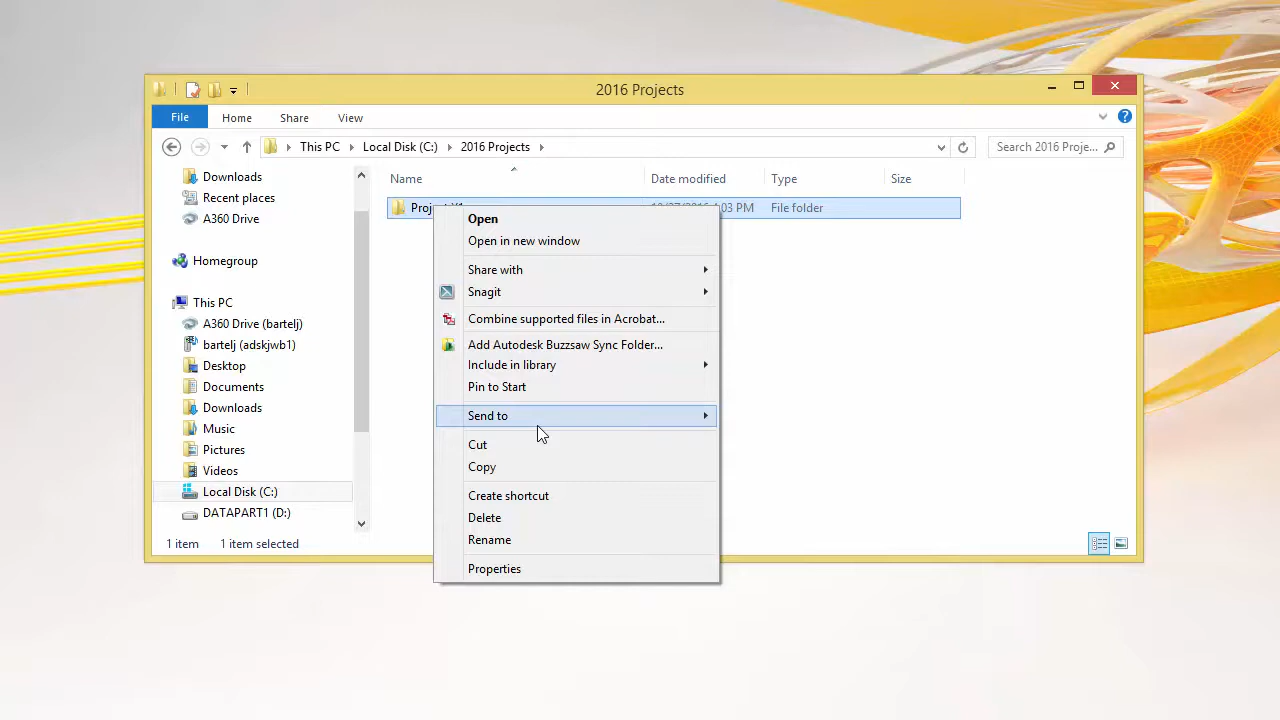 2016 Projects
File Home Share View
This PC Local Disk (C:) 2016 Projects Search 2016 Proje...
Name Date modified Type Size
Downloads
Recent places
A360 Drive
Homegroup
This PC
A360 Drive (bartelj)
bartelj (adskjwb1)
Desktop
Documents
Downloads
Music
Pictures
Videos
Local Disk (C:)
DATAPART1 (D:)
PM File folder
Open
Open in new window
Share with
Snagit
Combine supported files in Acrobat...
Add Autodesk Buzzsaw Sync Folder...
Include in library
Pin to Start
Send to
Cut
Copy
Create shortcut
Delete
Rename
Properties
1 item 1 item selected